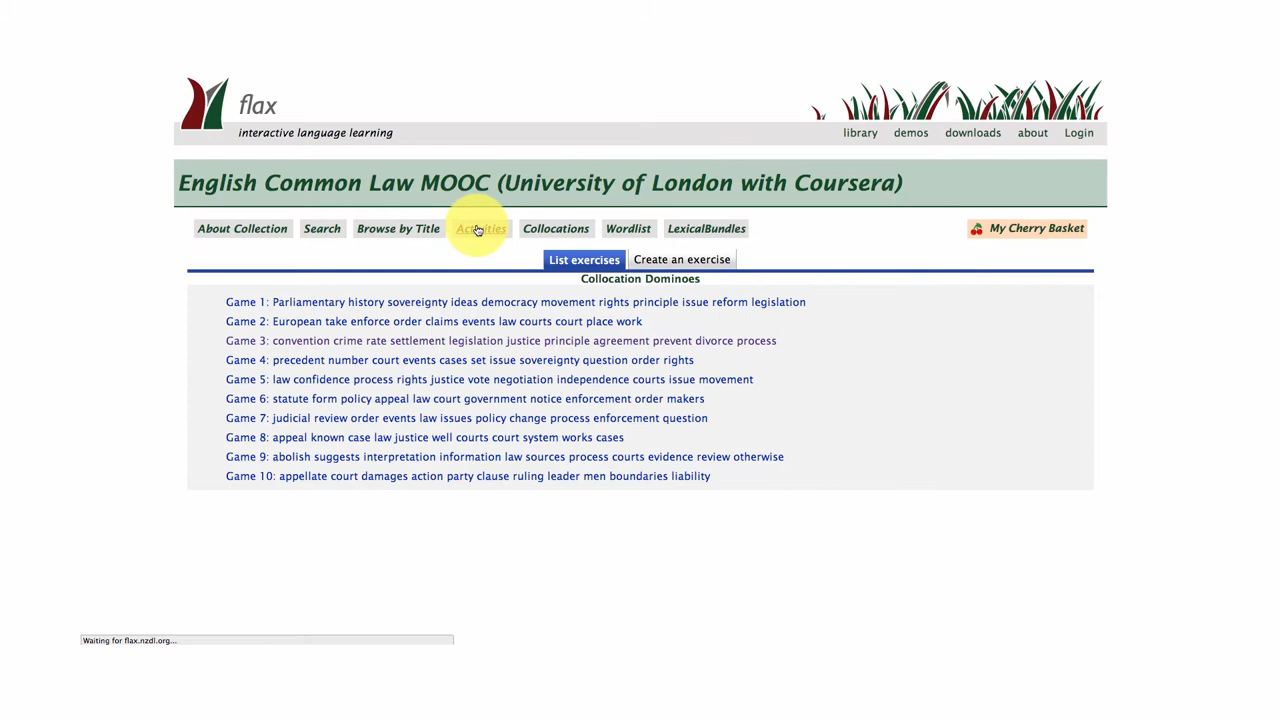 flax
interactive language learning
library demos downloads about Login
English Common Law MOOC (University of London with Coursera)
About Collection Search Browse by Title Activities Collocations Wordlist LexicalBundles My Cherry Basket
List exercises Create an exercise
Collocation Dominoes
Game 1: Parliamentary history sovereignty ideas democracy movement rights principle issue reform legislation
Game 2: European take enforce order claims events law courts court place work
Game 3: convention crime rate settlement legislation justice principle agreement prevent divorce process
Game 4: precedent number court events cases set issue sovereignty question order rights
Game 5: law confidence process rights justice vote negotiation independence courts issue movement
Game 6: statute form policy appeal law court government notice enforcement order makers
Game 7: judicial review order events law issues policy change process enforcement question
Game 8: appeal known case law justice well courts court system works cases
Game 9: abolish suggests interpretation information law sources process courts evidence review otherwise
Game 10: appellate court damages action party clause ruling leader men boundaries liability
Waiting for flax.nzdl.org...